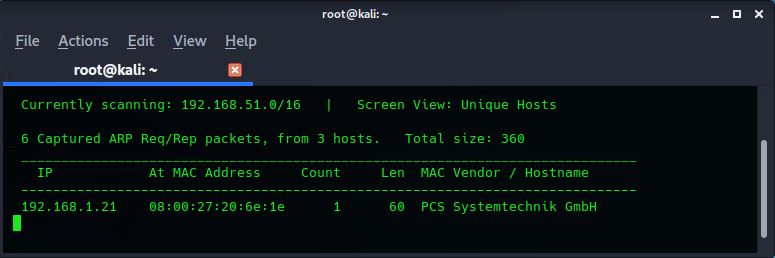 root@kali: ~
File Actions Edit View Help
root@kali: ~
Currently scanning: 192.168.51.0/16 | Screen View: Unique Hosts
6 Captured ARP Req/Rep packets, from 3 hosts. Total size: 360
_____________________________________________________________________________
IP At MAC Address Count Len MAC Vendor / Hostname
-----------------------------------------------------------------------------
192.168.1.21 08:00:27:20:6e:1e 1 60 PCS Systemtechnik GmbH